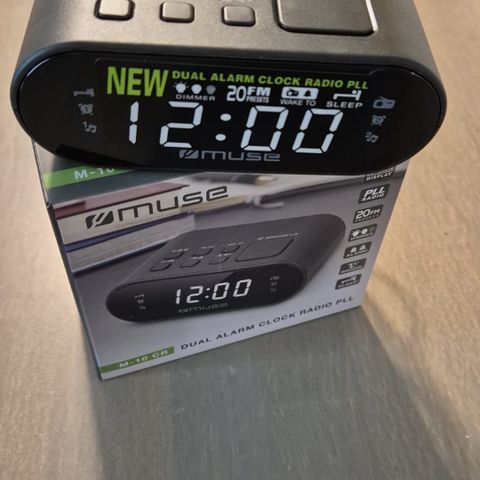 NEW DUAL ALARM CLOCK RADIO PLL
DIMMER 20FM PRESETS WAKE TO SLEEP
12:00
muse
M-10
DISPLAY
muse
PLL
RADIO
20FM
12:00
muse
M-10 CR DUAL ALARM CLOCK RADIO PLL